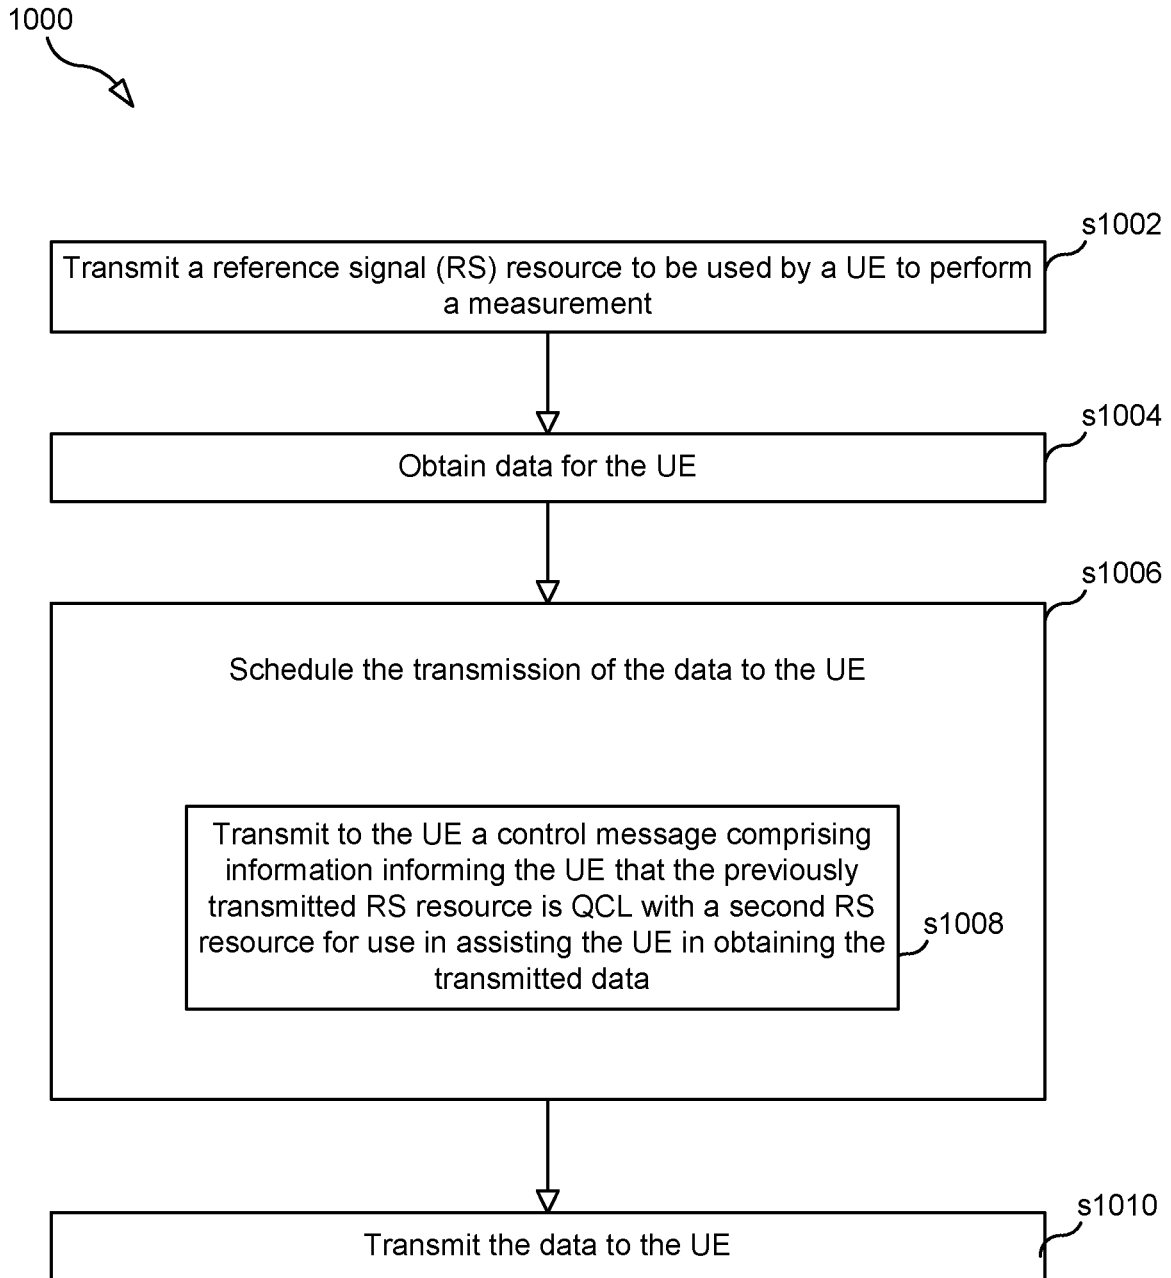 1000
s1002
Transmit a reference signal (RS) resource to be used by a UE to perform
a measurement
s1004
Obtain data for the UE
s1006
Schedule the transmission of the data to the UE
Transmit to the UE a control message comprising
information informing the UE that the previously
transmitted RS resource is QCL with a second RS
resource for use in assisting the UE in obtaining the
transmitted data
s1008
s1010
Transmit the data to the UE